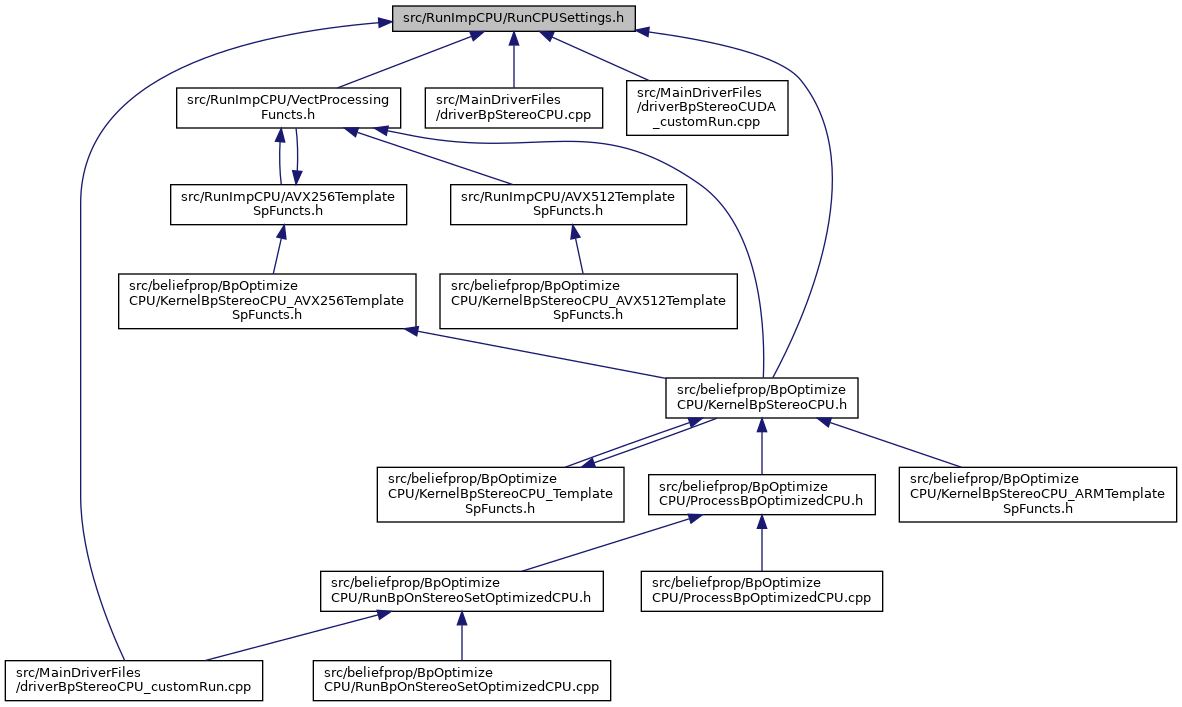 src/RunImpCPU/RunCPUSettings.h
src/RunImpCPU/VectProcessing
Functs.h
src/MainDriverFiles
/driverBpStereoCPU.cpp
src/MainDriverFiles
/driverBpStereoCUDA
_customRun.cpp
src/RunImpCPU/AVX256Template
SpFuncts.h
src/RunImpCPU/AVX512Template
SpFuncts.h
src/beliefprop/BpOptimize
CPU/KernelBpStereoCPU_AVX256Template
SpFuncts.h
src/beliefprop/BpOptimize
CPU/KernelBpStereoCPU_AVX512Template
SpFuncts.h
src/beliefprop/BpOptimize
CPU/KernelBpStereoCPU.h
src/beliefprop/BpOptimize
CPU/KernelBpStereoCPU_Template
SpFuncts.h
src/beliefprop/BpOptimize
CPU/ProcessBpOptimizedCPU.h
src/beliefprop/BpOptimize
CPU/KernelBpStereoCPU_ARMTemplate
SpFuncts.h
src/beliefprop/BpOptimize
CPU/RunBpOnStereoSetOptimizedCPU.h
src/beliefprop/BpOptimize
CPU/ProcessBpOptimizedCPU.cpp
src/MainDriverFiles
/driverBpStereoCPU_customRun.cpp
src/beliefprop/BpOptimize
CPU/RunBpOnStereoSetOptimizedCPU.cpp